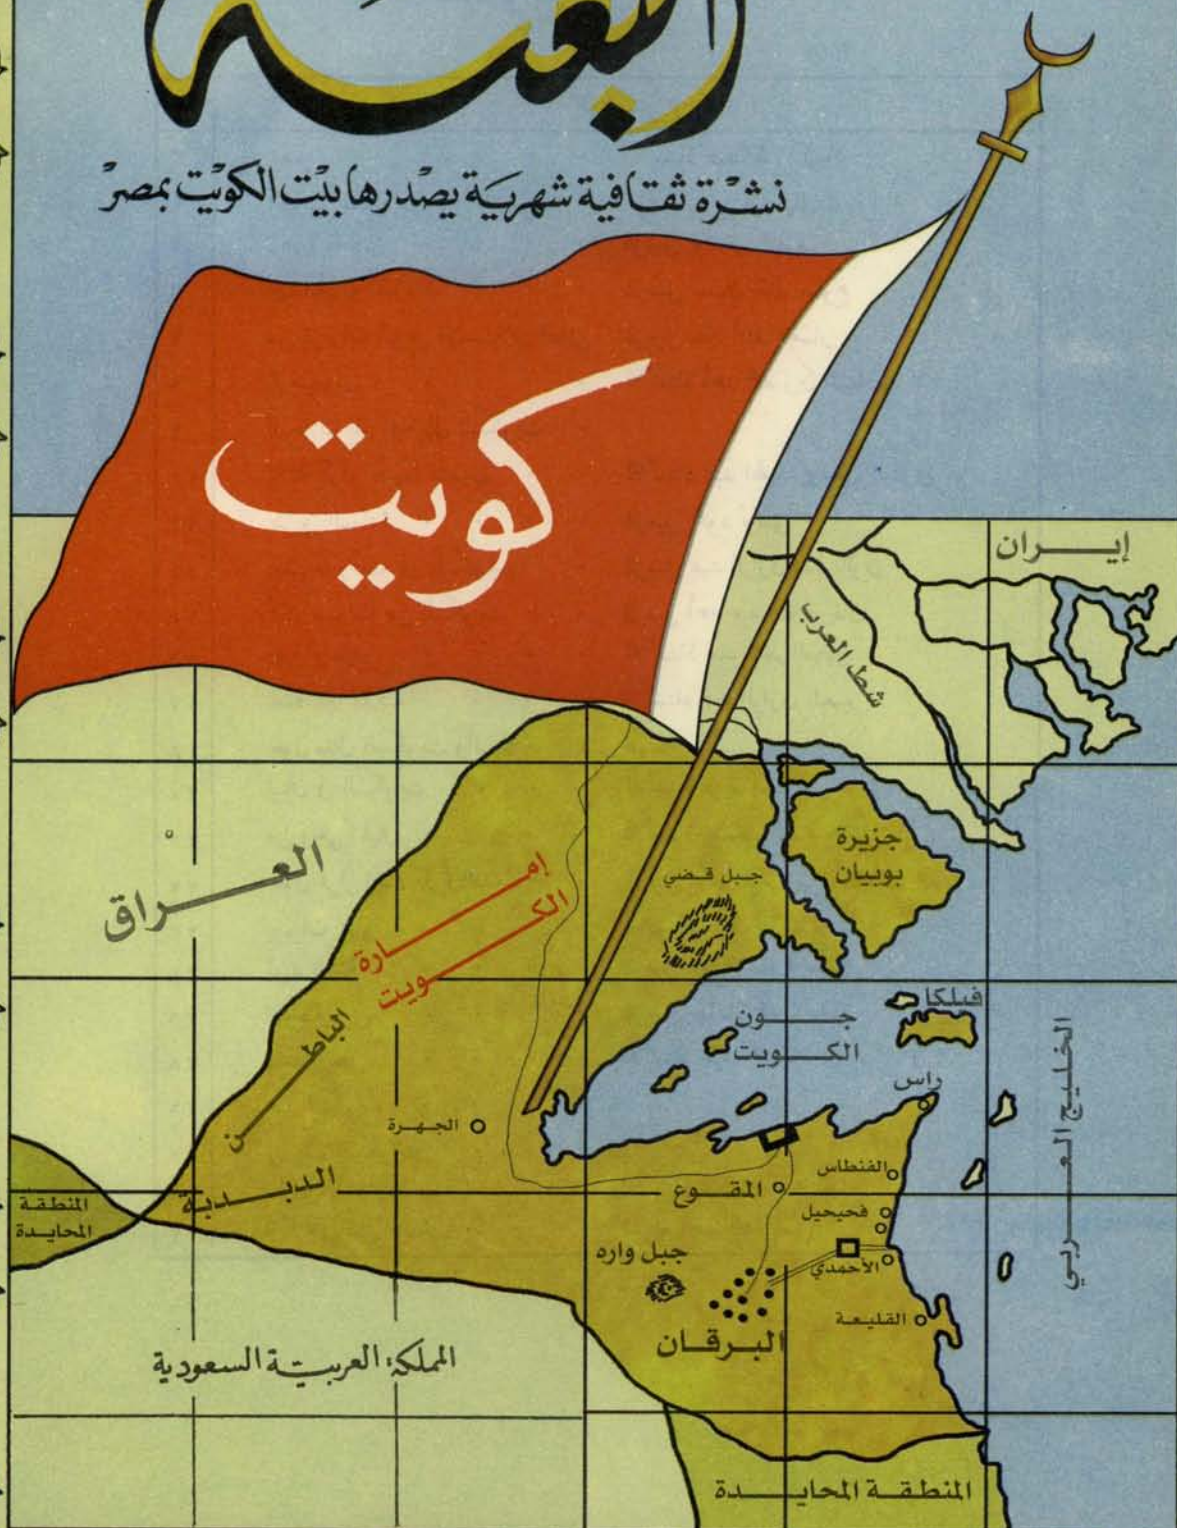 البعثة
نشرة ثقافية شهرية يصدرها بيت الكويت بمصر
كويت
إيران
شط العرب
جزيرة
بوبيان
جبل قضي
العراق
إمارة
الكويت
الباطن
فيلكا
جون
الكويت
راس
الخليج العربي
الجهرة
الفنطاس
المنطقة
المحايدة
الدبدبة
المقوع
فحيحيل
جبل واره
الأحمدي
القليعة
البرقان
المملكة العربية السعودية
المنطقة المحايدة